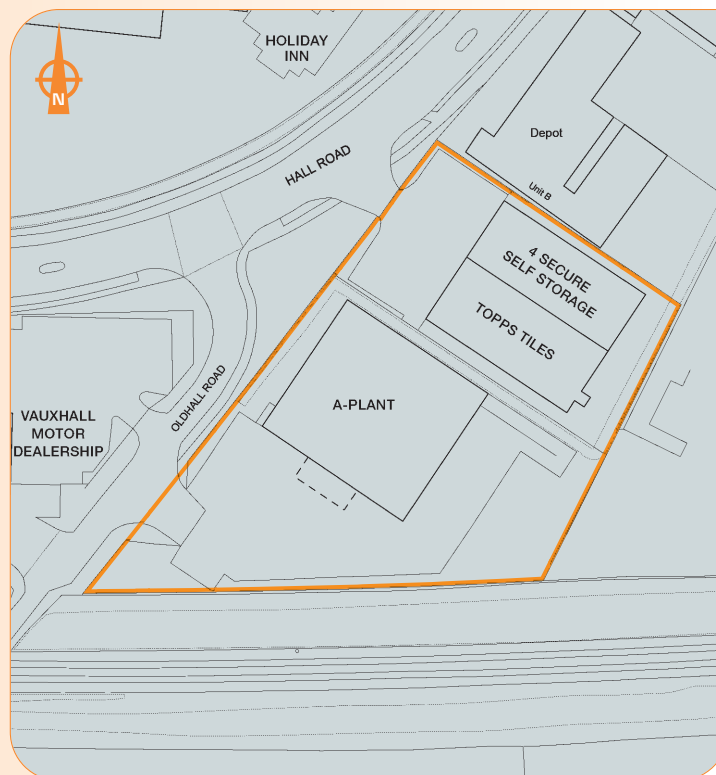 HOLIDAY
INN
N
Depot
HALL ROAD
Unit B
4 SECURE
SELF STORAGE
TOPPS TILES
A-PLANT
OLDHALL ROAD
VAUXHALL
MOTOR
DEALERSHIP